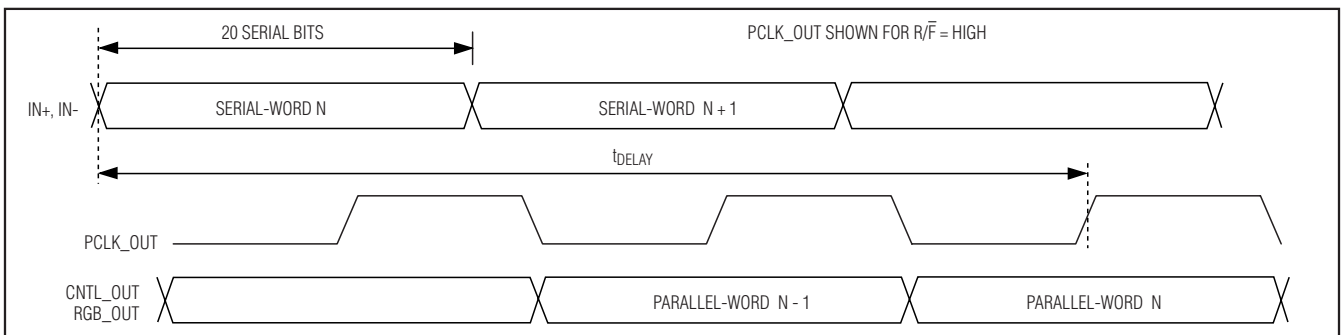 20 SERIAL BITS
PCLK_OUT SHOWN FOR R/F̅ = HIGH
IN+, IN-
SERIAL-WORD N
SERIAL-WORD N + 1
tDELAY
PCLK_OUT
CNTL_OUT
RGB_OUT
PARALLEL-WORD N - 1
PARALLEL-WORD N